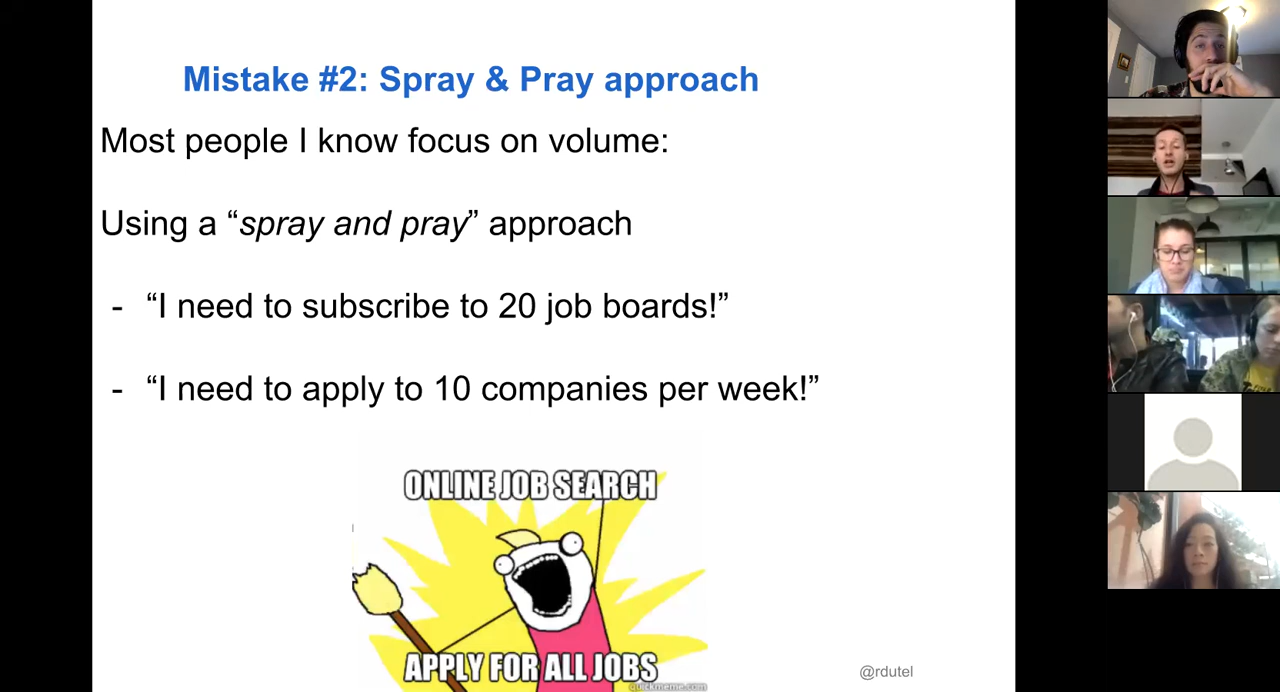 Mistake #2: Spray & Pray approach
Most people I know focus on volume:
Using a “spray and pray” approach
- “I need to subscribe to 20 job boards!”
- “I need to apply to 10 companies per week!”
ONLINE JOB SEARCH
APPLY FOR ALL JOBS
quickmeme.com
@rdutel